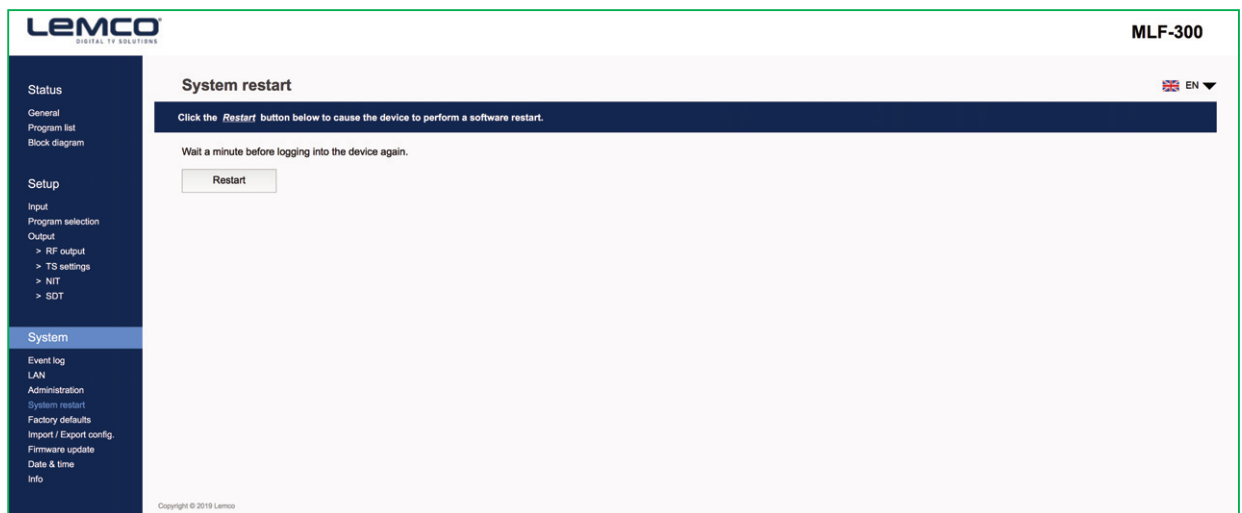 Lemco
DIGITAL TV SOLUTIONS
MLF-300
Status
General
Program list
Block diagram
Setup
Input
Program selection
Output
> RF output
> TS settings
> NIT
> SDT
System
Event log
LAN
Administration
System restart
Factory defaults
Import / Export config.
Firmware update
Date & time
Info
System restart
EN
Click the Restart button below to cause the device to perform a software restart.
Wait a minute before logging into the device again.
Restart
Copyright © 2019 Lemco